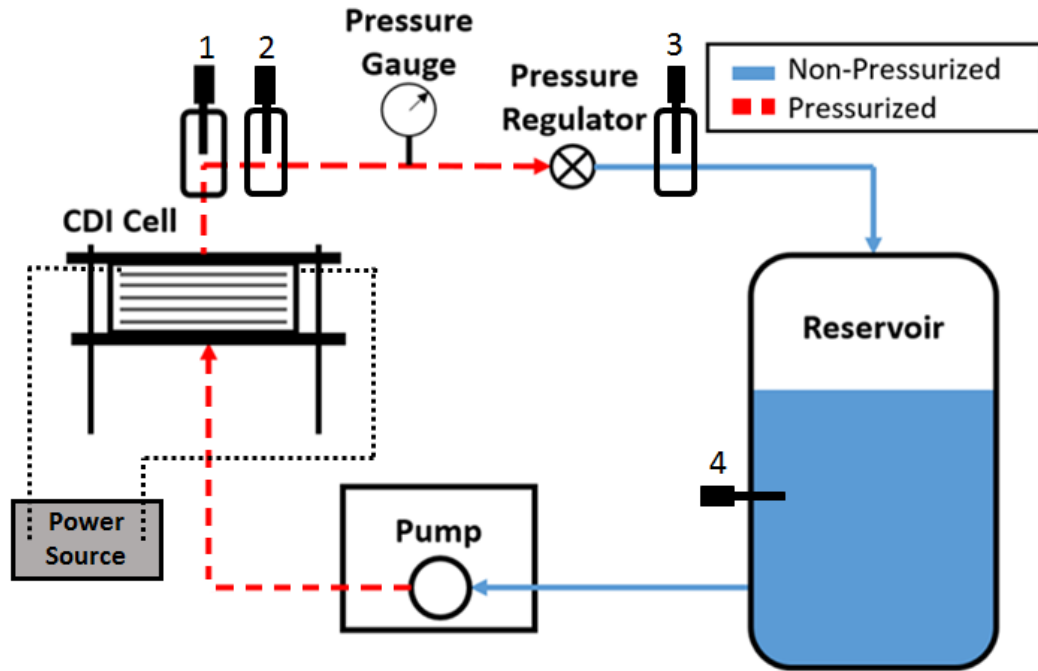 1
2
Pressure
Gauge
3
Pressure
Regulator
Non-Pressurized
Pressurized
CDI Cell
Reservoir
4
Power
Source
Pump